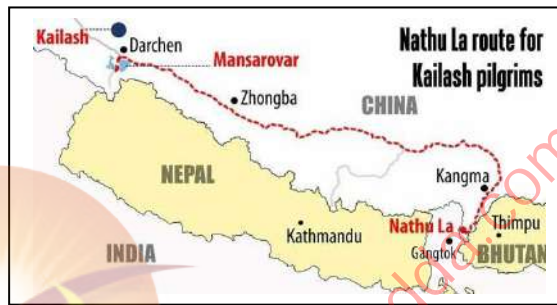 Nathu La route for
Kailash pilgrims
Kailash
Darchen
Mansarovar
Zhongba
CHINA
NEPAL
Kangma
Nathu La
Thimpu
Kathmandu
Gangtok
INDIA
BHUTAN